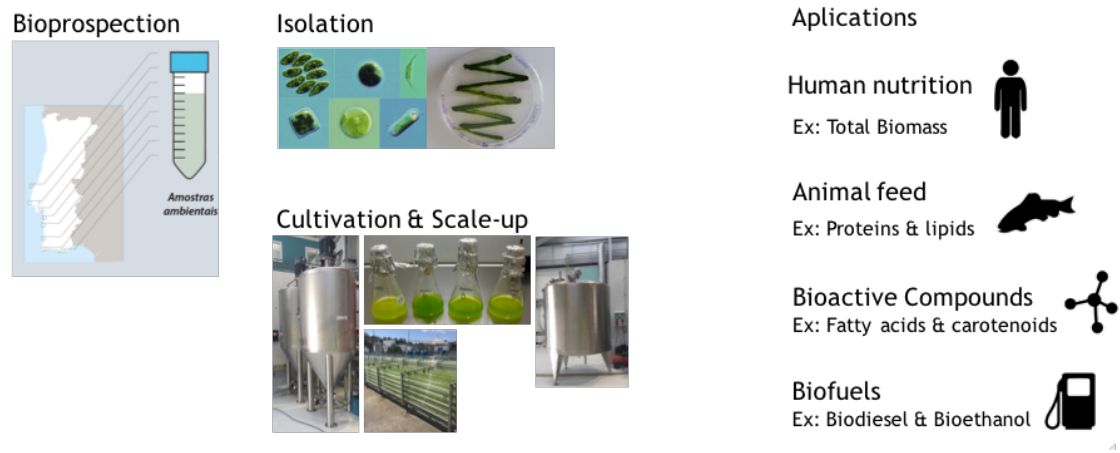 Bioprospection
Amostras
ambientais
Isolation
Cultivation & Scale-up
Aplications
Human nutrition
Ex: Total Biomass
Animal feed
Ex: Proteins & lipids
Bioactive Compounds
Ex: Fatty acids & carotenoids
Biofuels
Ex: Biodiesel & Bioethanol